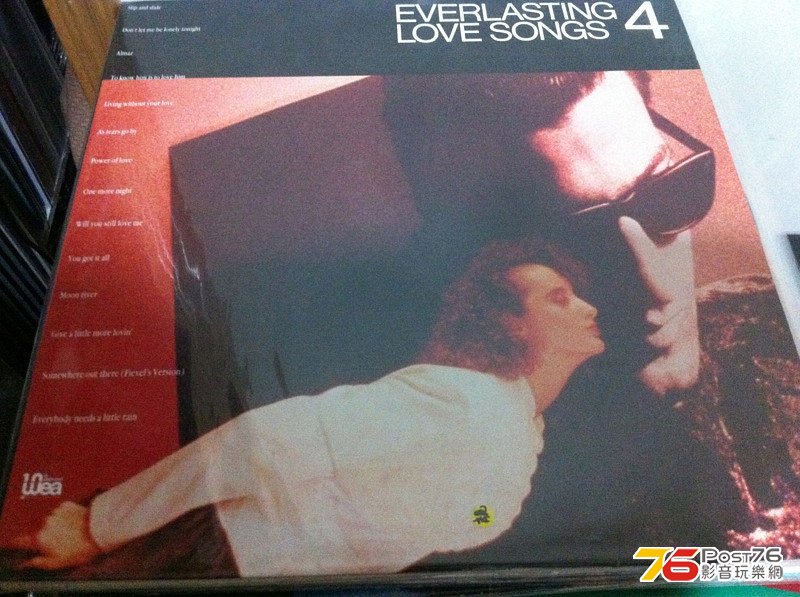 EVERLASTING
LOVE SONGS 4
Slip and slide
Don't let me be lonely tonight
Almaz
To know him is to love him
Living without your love
As tears go by
Power of love
One more night
Will you still love me
You got it all
Moon river
Give a little more lovin'
Somewhere out there (Fievel's Version)
Everybody needs a little rain
wea
76 POST76
影音玩樂網